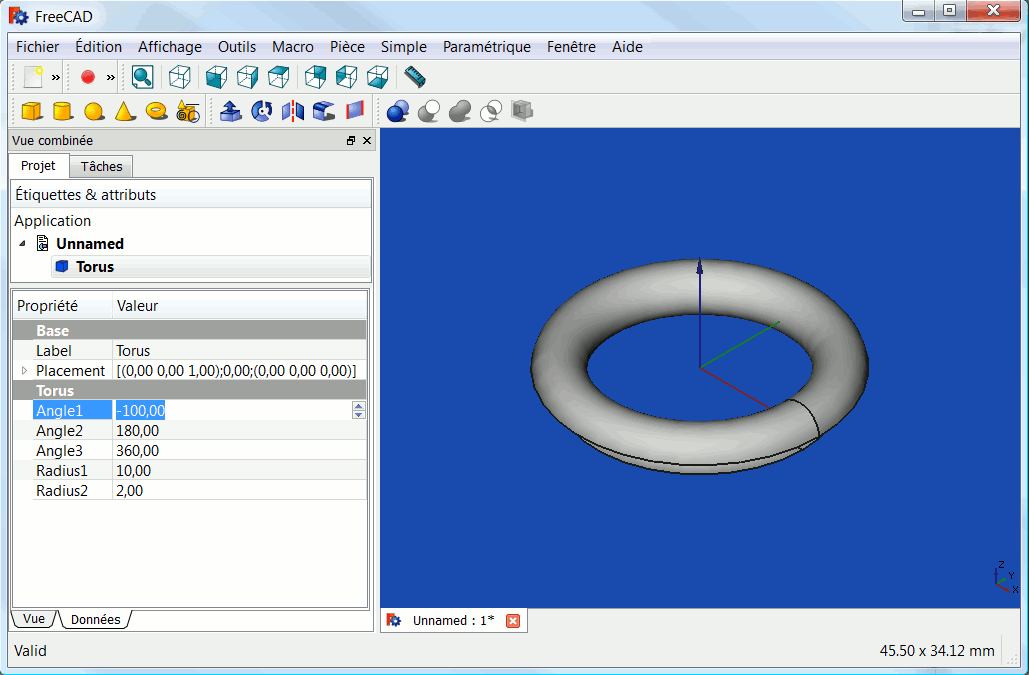 FreeCAD
Fichier Édition Affichage Outils Macro Pièce Simple Paramétrique Fenêtre Aide
Vue combinée
Projet Tâches
Étiquettes & attributs
Application
Unnamed
Torus
Propriété Valeur
Base
Label Torus
Placement [(0,00 0,00 1,00);0,00;(0,00 0,00 0,00)]
Torus
Angle1 -100,00
Angle2 180,00
Angle3 360,00
Radius1 10,00
Radius2 2,00
Z
Y
X
Vue Données
Unnamed : 1*
Valid 45.50 x 34.12 mm